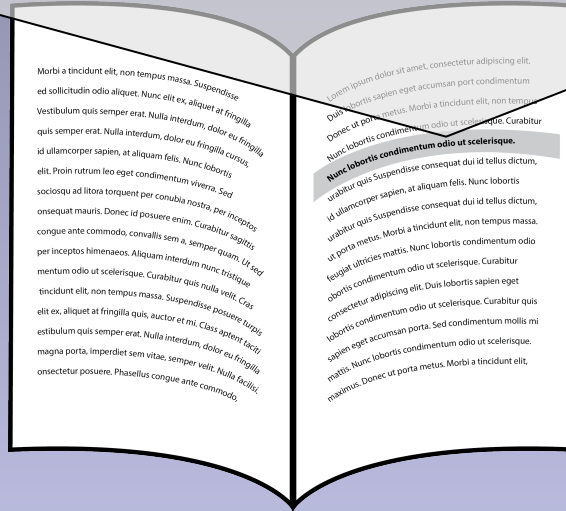 Morbi a tincidunt elit, non tempus massa. Suspendisse
ed sollicitudin odio aliquet. Nunc elit ex, aliquet at fringilla
Vestibulum quis semper erat. Nulla interdum, dolor eu fringilla
quis semper erat. Nulla interdum, dolor eu fringilla cursus,
id ullamcorper sapien, at aliquam felis. Nunc lobortis
elit. Proin rutrum leo eget condimentum viverra. Sed
sociosqu ad litora torquent per conubia nostra, per inceptos
onsequat mauris. Donec id posuere enim. Curabitur sagittis
congue ante commodo, convallis sem a, semper quam. Ut sed
per inceptos himenaeos. Aliquam interdum nunc tristique
mentum odio ut scelerisque. Curabitur quis nulla velit. Cras
tincidunt elit, non tempus massa. Suspendisse posuere turpis
elit ex, aliquet at fringilla quis, auctor et mi. Class aptent taciti
estibulum quis semper erat. Nulla interdum, dolor eu fringilla
magna porta, imperdiet sem vitae, semper velit. Nulla facilisi.
onsectetur posuere. Phasellus congue ante commodo,
Lorem ipsum dolor sit amet, consectetur adipiscing elit.
Duis lobortis sapien eget accumsan port condimentum
Donec ut porta metus. Morbi a tincidunt elit, non tempus
Nunc lobortis condimentum odio ut scelerisque. Curabitur
Nunc lobortis condimentum odio ut scelerisque.
urabitur quis Suspendisse consequat dui id tellus dictum,
id ullamcorper sapien, at aliquam felis. Nunc lobortis
urabitur quis Suspendisse consequat dui id tellus dictum,
ut porta metus. Morbi a tincidunt elit, non tempus massa.
feugiat ultricies mattis. Nunc lobortis condimentum odio
obortis condimentum odio ut scelerisque. Curabitur
consectetur adipiscing elit. Duis lobortis sapien eget
lobortis condimentum odio ut scelerisque. Curabitur quis
sapien eget accumsan porta. Sed condimentum mollis mi
mattis. Nunc lobortis condimentum odio ut scelerisque.
maximus. Donec ut porta metus. Morbi a tincidunt elit,